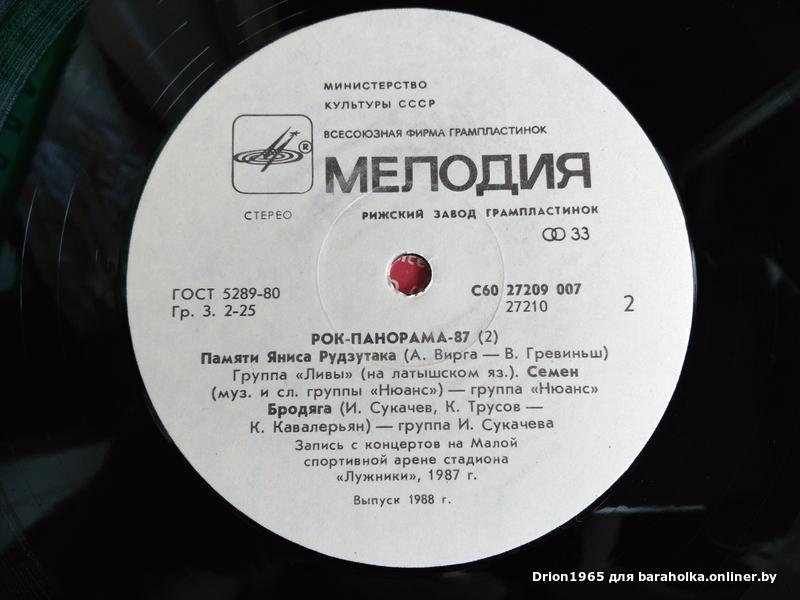 МИНИСТЕРСТВО
КУЛЬТУРЫ СССР
ВСЕСОЮЗНАЯ ФИРМА ГРАМПЛАСТИНОК
®
МЕЛОДИЯ
СТЕРЕО
РИЖСКИЙ ЗАВОД ГРАМПЛАСТИНОК
33
ГОСТ 5289-80
С60 27209 007
Гр. 3. 2-25
27210
2
РОК-ПАНОРАМА-87 (2)
Памяти Яниса Рудзутака (А. Вирга — В. Гревиньш)
Группа «Ливы» (на латышском яз.). Семен
(муз. и сл. группы «Нюанс») — группа «Нюанс»
Бродяга (И. Сукачев, К. Трусов —
К. Кавалерьян) — группа И. Сукачева
Запись с концертов на Малой
спортивной арене стадиона
«Лужники», 1987 г.
Выпуск 1988 г.
Drion1965 для baraholka.onliner.by